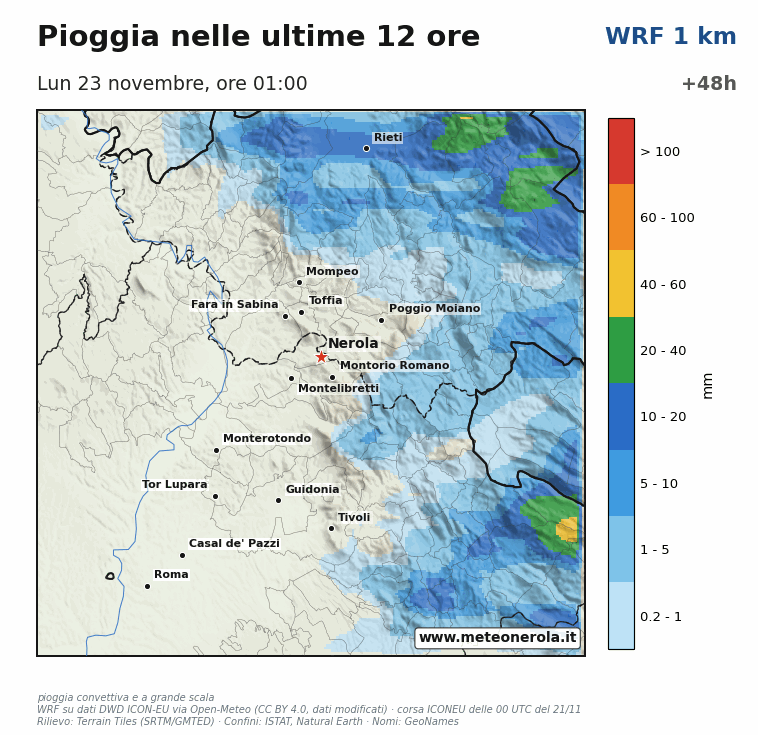 Pioggia nelle ultime 12 ore
WRF 1 km
Lun 23 novembre, ore 01:00
+48h
Rieti
Mompeo
Fara in Sabina
Toffia
Poggio Moiano
Nerola
Montorio Romano
Montelibretti
Monterotondo
Tor Lupara
Guidonia
Tivoli
Casal de' Pazzi
Roma
www.meteonerola.it
> 100
60 - 100
40 - 60
20 - 40
10 - 20
5 - 10
1 - 5
0.2 - 1
mm
pioggia convettiva e a grande scala
WRF su dati DWD ICON-EU via Open-Meteo (CC BY 4.0, dati modificati) · corsa ICONEU delle 00 UTC del 21/11
Rilievo: Terrain Tiles (SRTM/GMTED) · Confini: ISTAT, Natural Earth · Nomi: GeoNames